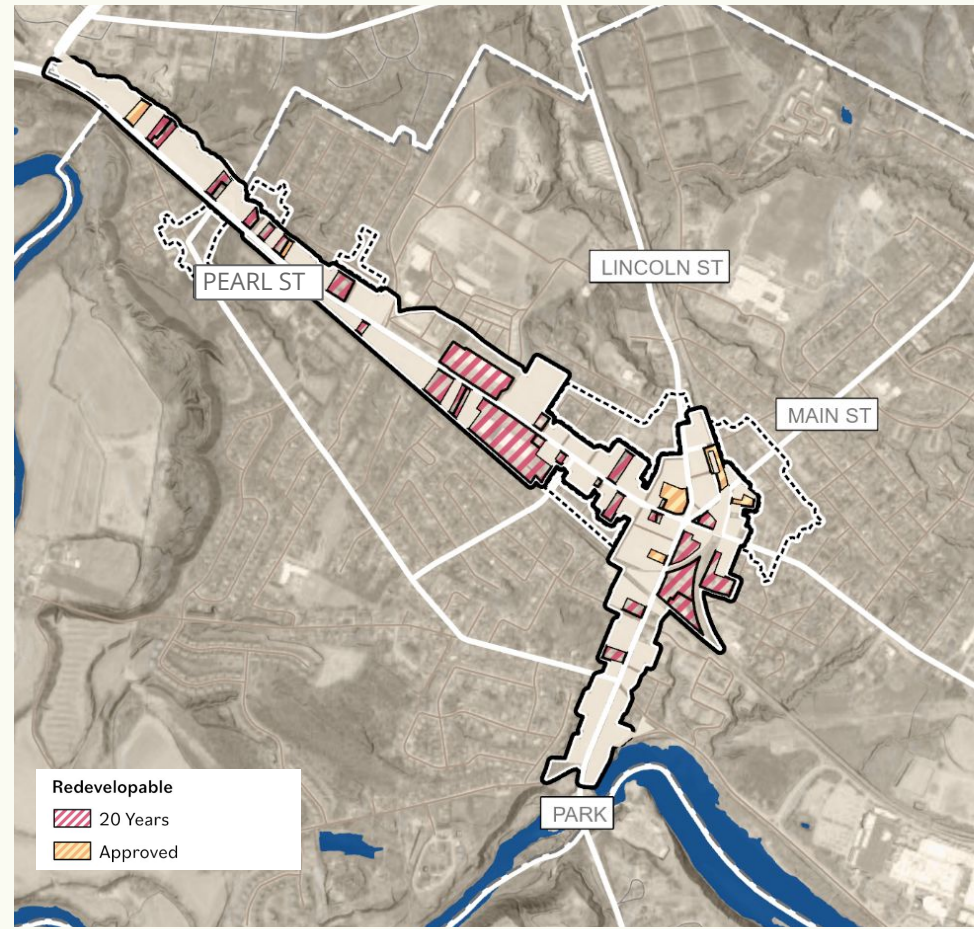 LINCOLN ST
PEARL ST
MAIN ST
PARK
Redevelopable
20 Years
Approved